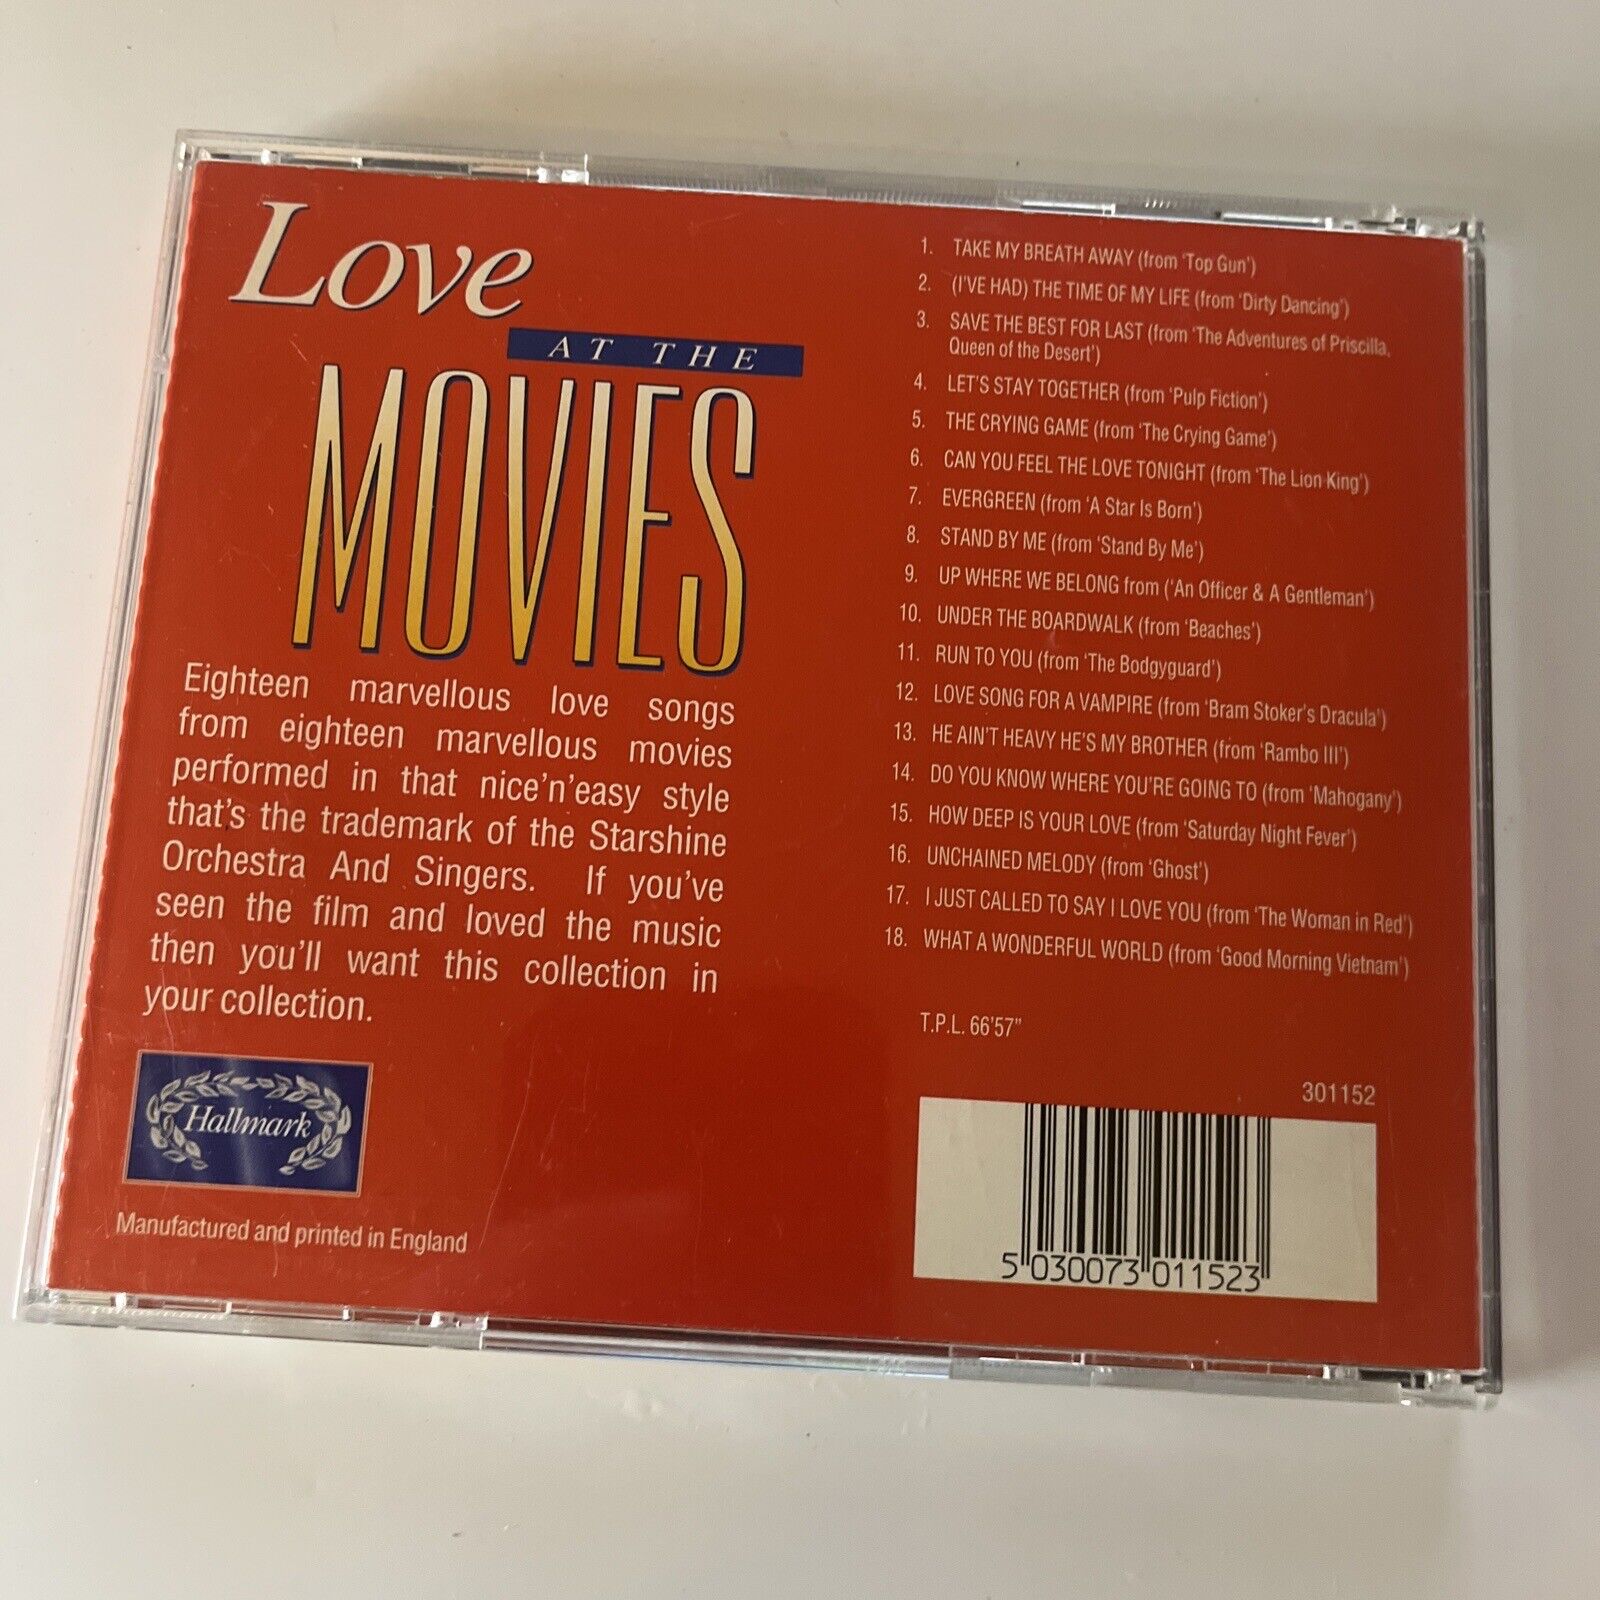 Love
AT THE
MOVIES
Eighteen marvellous love songs
from eighteen marvellous movies
performed in that nice'n'easy style
that's the trademark of the Starshine
Orchestra And Singers. If you've
seen the film and loved the music
then you'll want this collection in
your collection.
Hallmark
Manufactured and printed in England
1. TAKE MY BREATH AWAY (from 'Top Gun')
2. (I'VE HAD) THE TIME OF MY LIFE (from 'Dirty Dancing')
3. SAVE THE BEST FOR LAST (from 'The Adventures of Priscilla,
Queen of the Desert')
4. LET'S STAY TOGETHER (from 'Pulp Fiction')
5. THE CRYING GAME (from 'The Crying Game')
6. CAN YOU FEEL THE LOVE TONIGHT (from 'The Lion King')
7. EVERGREEN (from 'A Star Is Born')
8. STAND BY ME (from 'Stand By Me')
9. UP WHERE WE BELONG from ('An Officer & A Gentleman')
10. UNDER THE BOARDWALK (from 'Beaches')
11. RUN TO YOU (from 'The Bodgyguard')
12. LOVE SONG FOR A VAMPIRE (from 'Bram Stoker's Dracula')
13. HE AIN'T HEAVY HE'S MY BROTHER (from 'Rambo III')
14. DO YOU KNOW WHERE YOU'RE GOING TO (from 'Mahogany')
15. HOW DEEP IS YOUR LOVE (from 'Saturday Night Fever')
16. UNCHAINED MELODY (from 'Ghost')
17. I JUST CALLED TO SAY I LOVE YOU (from 'The Woman in Red')
18. WHAT A WONDERFUL WORLD (from 'Good Morning Vietnam')
T.P.L. 66'57"
301152
5 030073 011523